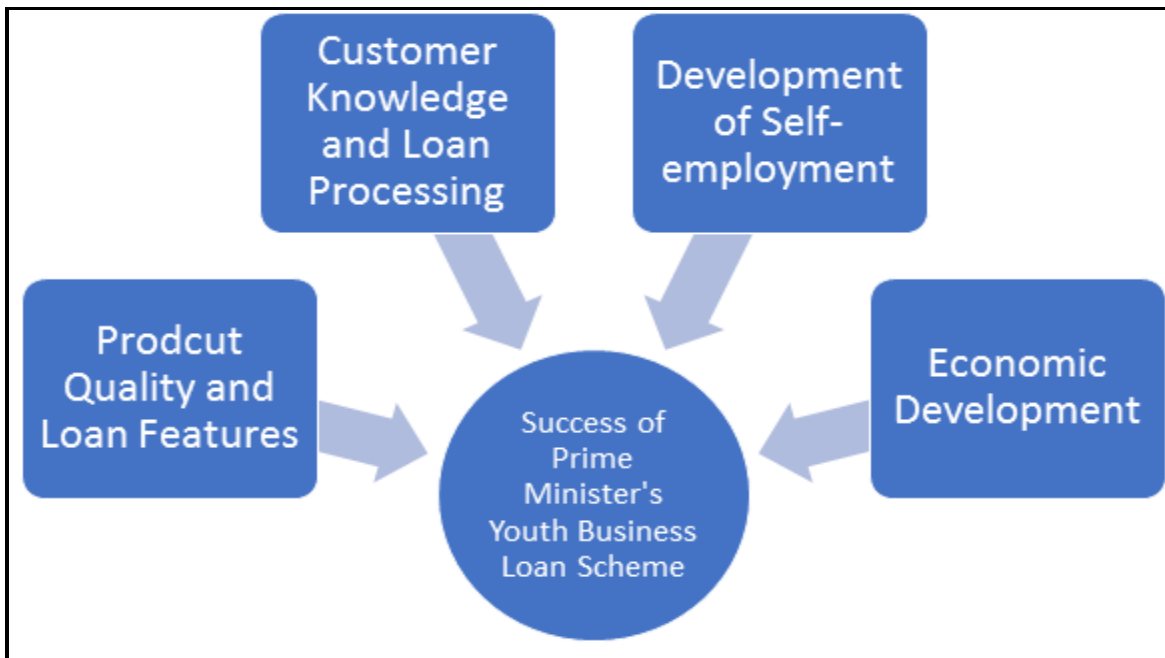 Customer
Knowledge
and Loan
Processing
Development
of Self-
employment
Prodcut
Quality and
Loan Features
Economic
Development
Success of
Prime
Minister's
Youth Business
Loan Scheme